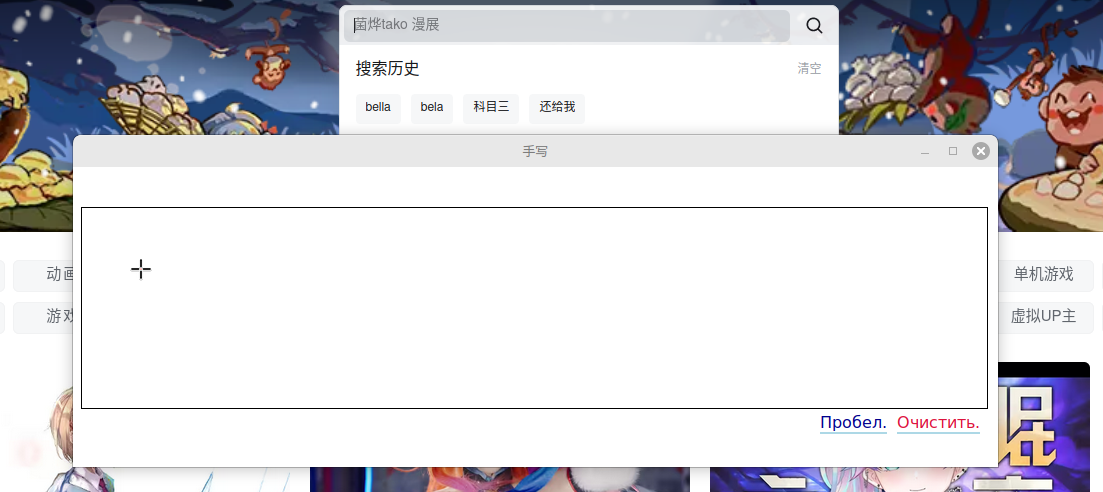 菌烨tako 漫展
搜索历史 清空
bella bela 科目三 还给我
手写
动画 单机游戏
游戏 虚拟UP主
Пробел. Очистить.